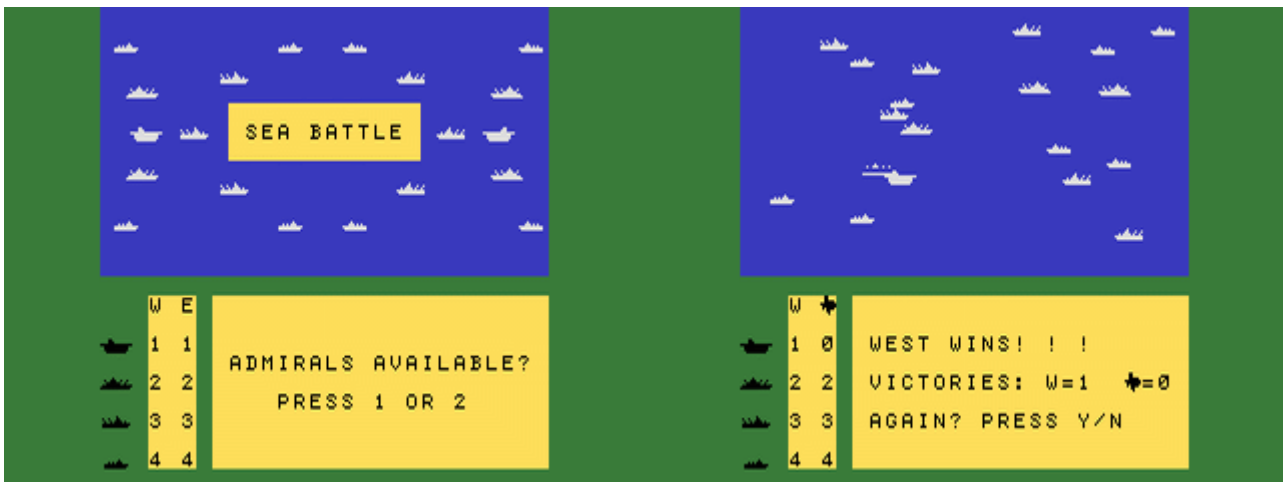 SEA BATTLE
W E
1 1
2 2
3 3
4 4
ADMIRALS AVAILABLE?
PRESS 1 OR 2
W
1 0
2 2
3 3
4 4
WEST WINS! ! !
VICTORIES: W=1 =0
AGAIN? PRESS Y/N